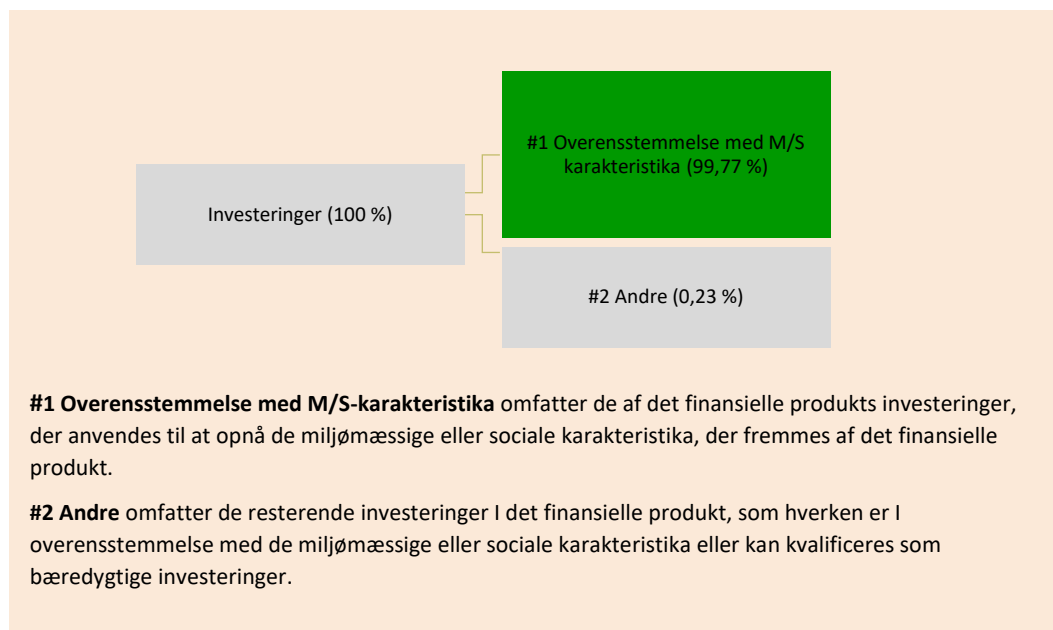 #1 Overensstemmelse med M/S
karakteristika (99,77 %)
Investeringer (100 %)
#2 Andre (0,23 %)
#1 Overensstemmelse med M/S-karakteristika omfatter de af det finansielle produkts investeringer,
der anvendes til at opnå de miljømæssige eller sociale karakteristika, der fremmes af det finansielle
produkt.
#2 Andre omfatter de resterende investeringer I det finansielle produkt, som hverken er I
overensstemmelse med de miljømæssige eller sociale karakteristika eller kan kvalificeres som
bæredygtige investeringer.